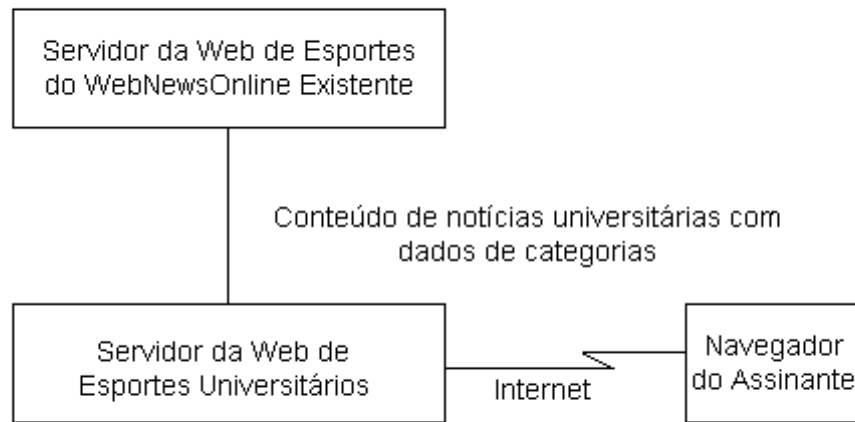 Servidor da Web de Esportes
do WebNewsOnline Existente
Conteúdo de notícias universitárias com
dados de categorias
Servidor da Web de
Esportes Universitários
Internet
Navegador
do Assinante